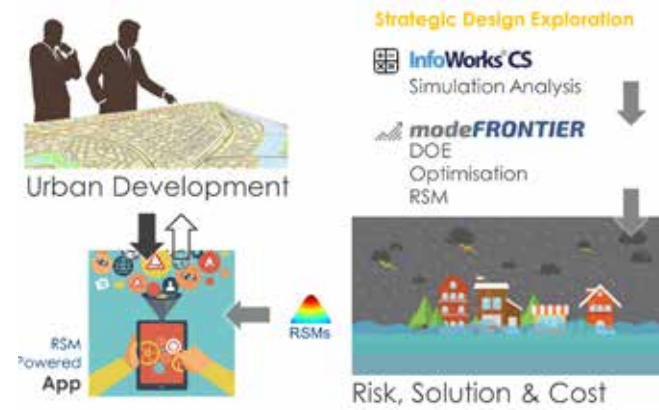 Strategic Design Exploration
InfoWorks® CS
Simulation Analysis
modeFRONTIER
DOE
Optimisation
RSM
Urban Development
RSMs
RSM
Powered
App
Risk, Solution & Cost